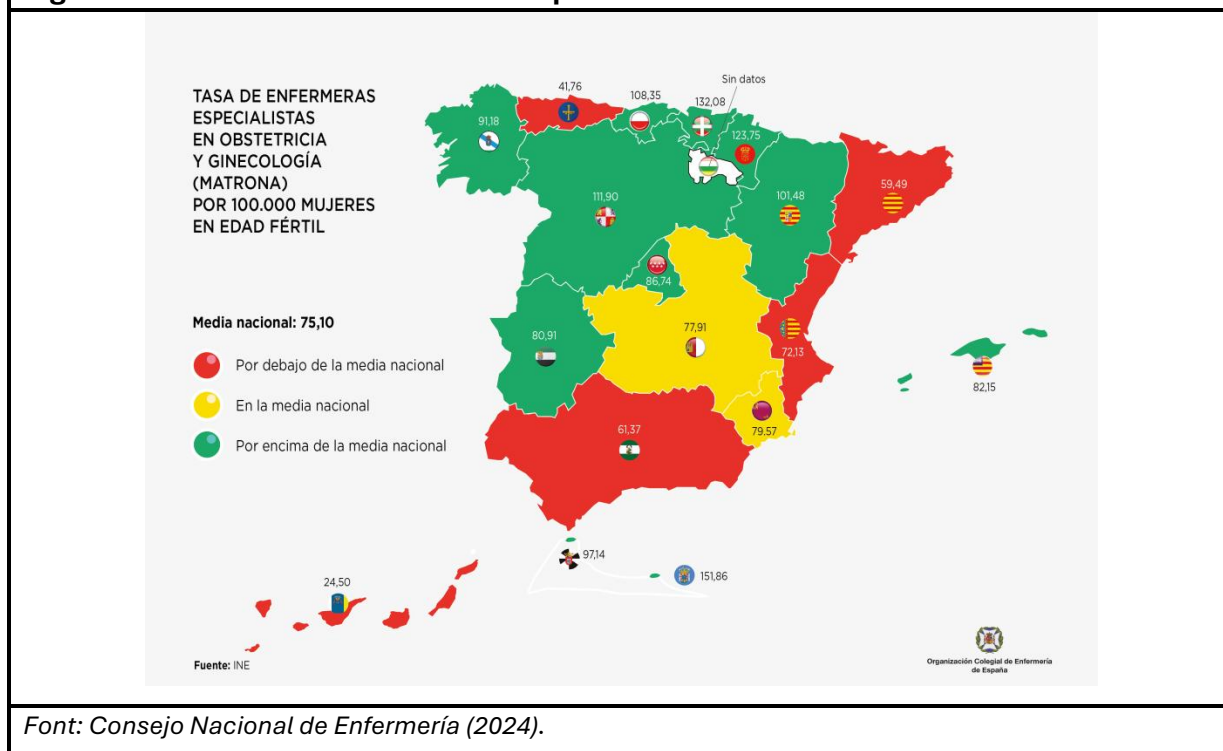 TASA DE ENFERMERAS
ESPECIALISTAS
EN OBSTETRICIA
Y GINECOLOGÍA
(MATRONA)
POR 100.000 MUJERES
EN EDAD FÉRTIL
Sin datos
41,76
108,35
132,08
91,18
123,75
59,49
111,90
101,48
86,74
Media nacional: 75,10
Por debajo de la media nacional
En la media nacional
Por encima de la media nacional
77,91
80,91
72,13
82,15
79,57
61,37
97,14
151,86
24,50
Fuente: INE
Organización Colegial de Enfermería
de España
Font: Consejo Nacional de Enfermería (2024).